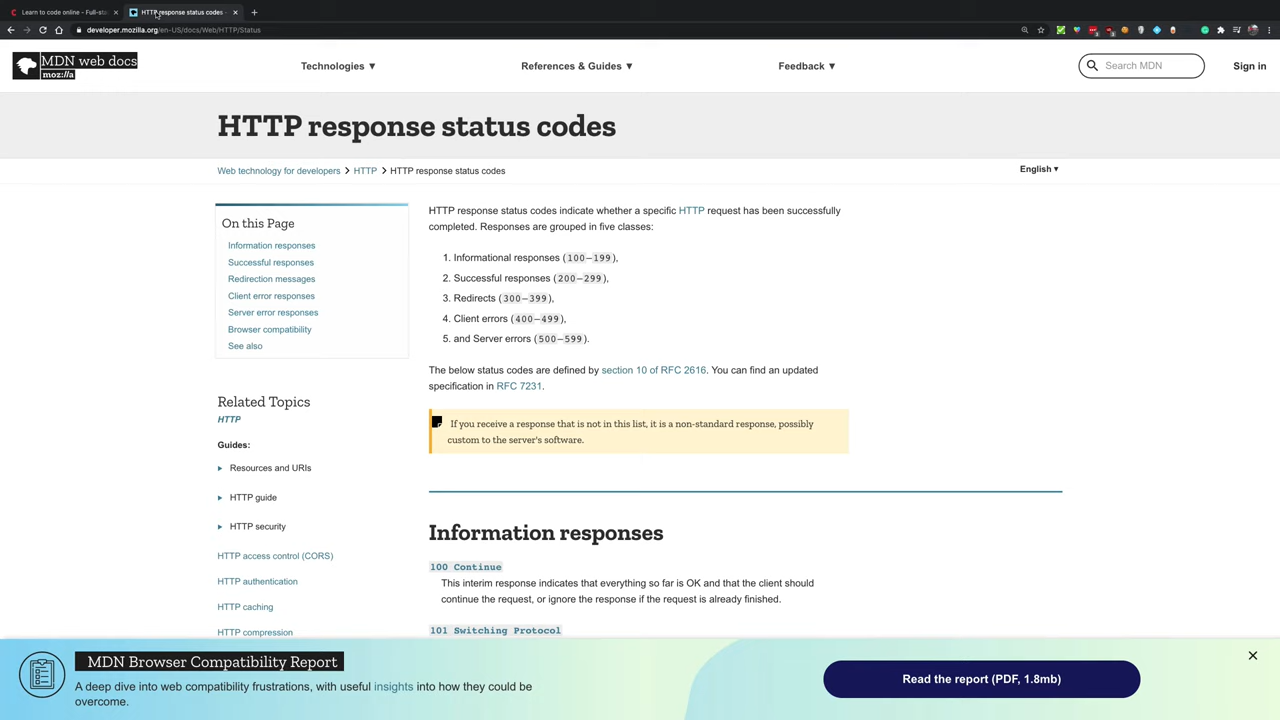 Learn to code online - Full-sta
HTTP response status codes -
developer.mozilla.org/en-US/docs/Web/HTTP/Status
MDN web docs
moz://a
Technologies ▼
References & Guides ▼
Feedback ▼
Search MDN
Sign in
HTTP response status codes
Web technology for developers > HTTP > HTTP response status codes
English ▼
On this Page
Information responses
Successful responses
Redirection messages
Client error responses
Server error responses
Browser compatibility
See also
Related Topics
HTTP
Guides:
▸ Resources and URIs
▸ HTTP guide
▸ HTTP security
HTTP access control (CORS)
HTTP authentication
HTTP caching
HTTP compression
HTTP response status codes indicate whether a specific HTTP request has been successfully
completed. Responses are grouped in five classes:
1. Informational responses (100–199),
2. Successful responses (200–299),
3. Redirects (300–399),
4. Client errors (400–499),
5. and Server errors (500–599).
The below status codes are defined by section 10 of RFC 2616. You can find an updated
specification in RFC 7231.
If you receive a response that is not in this list, it is a non-standard response, possibly
custom to the server's software.
Information responses
100 Continue
This interim response indicates that everything so far is OK and that the client should
continue the request, or ignore the response if the request is already finished.
101 Switching Protocol
MDN Browser Compatibility Report
A deep dive into web compatibility frustrations, with useful insights into how they could be
overcome.
Read the report (PDF, 1.8mb)